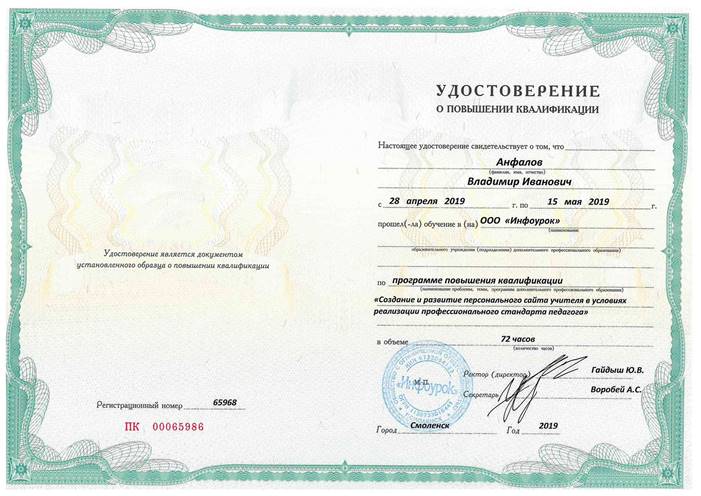 Удостоверение является документом
установленного образца о повышении квалификации
Регистрационный номер 65968
ПК 00065986
УДОСТОВЕРЕНИЕ
О ПОВЫШЕНИИ КВАЛИФИКАЦИИ
Настоящее удостоверение свидетельствует о том, что
Анфалов
(фамилия, имя, отчество)
Владимир Иванович
с 28 апреля 2019 г. по 15 мая 2019 г.
прошел(-ла) обучение в (на) ООО «Инфоурок»
(наименование)
образовательного учреждения (подразделения) дополнительного профессионального образования)
по программе повышения квалификации
(наименование проблемы, темы, программы дополнительного профессионального образования)
«Создание и развитие персонального сайта учителя в условиях
реализации профессионального стандарта педагога»
в объеме 72 часов
(количество часов)
«Инфоурок»
М.П.
Ректор (директор) Гайдыш Ю.В.
Секретарь Воробей А.С.
Город Смоленск Год 2019